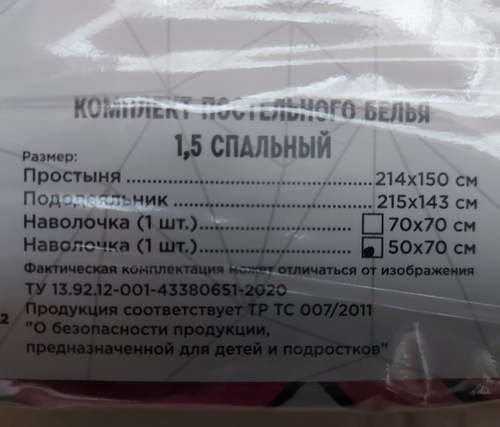 КОМПЛЕКТ ПОСТЕЛЬНОГО БЕЛЬЯ
1,5 СПАЛЬНЫЙ
Размер:
Простыня ........................................ 214x150 см
Пододеяльник ................................ 215x143 см
Наволочка (1 шт.)........................... ☐ 70x70 см
Наволочка (1 шт.)........................... ☑ 50x70 см
Фактическая комплектация может отличаться от изображения
ТУ 13.92.12-001-43380651-2020
Продукция соответствует ТР ТС 007/2011
2
"О безопасности продукции,
предназначенной для детей и подростков"